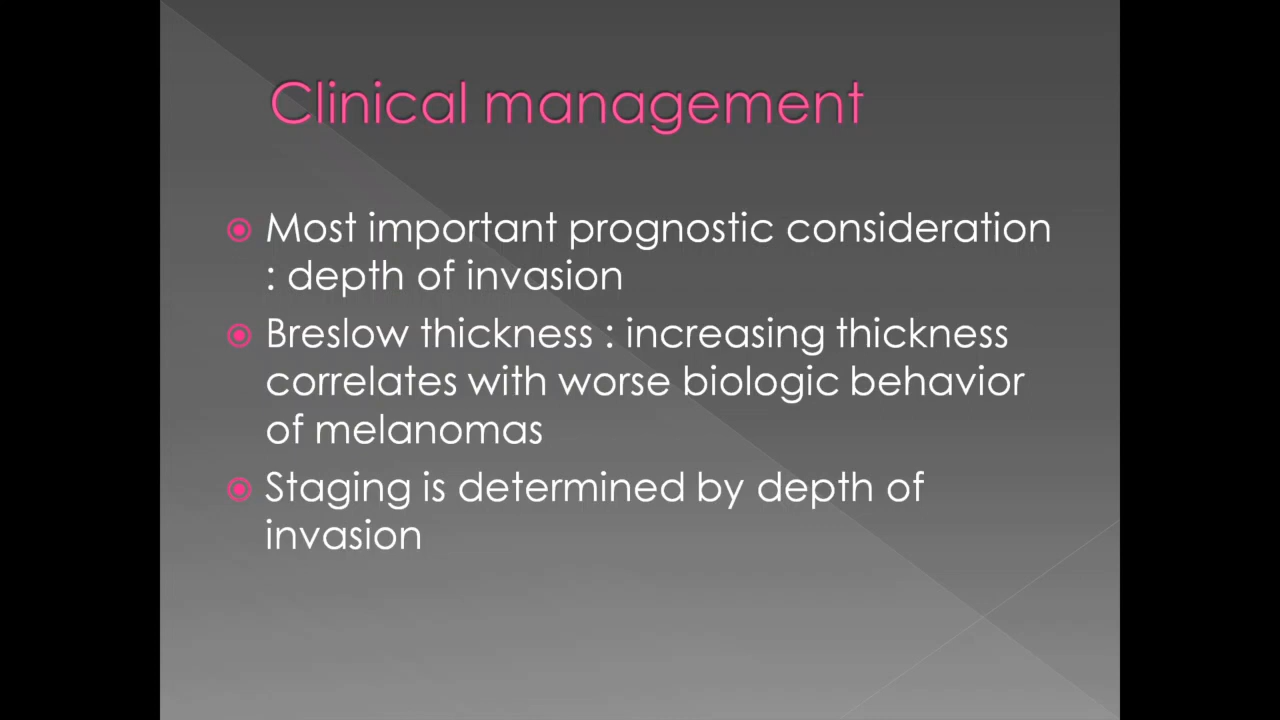 Clinical management
Most important prognostic consideration
: depth of invasion
Breslow thickness : increasing thickness
correlates with worse biologic behavior
of melanomas
Staging is determined by depth of
invasion